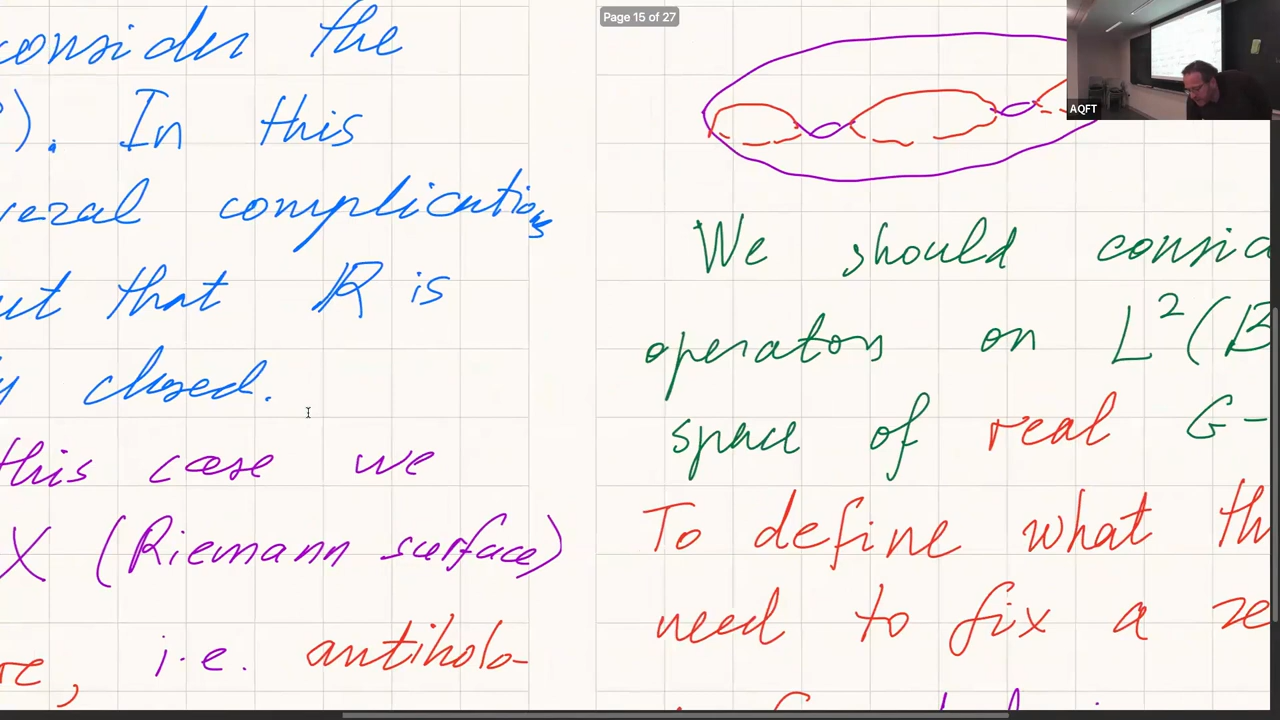 consider the
). In this
veral complications
ut that ℝ is
y closed.
this case we
X (Riemann surface)
re, i.e. antiholo-
Page 15 of 27
AQFT
We should consid
operators on L²(B
space of real G-
To define what th
need to fix a re